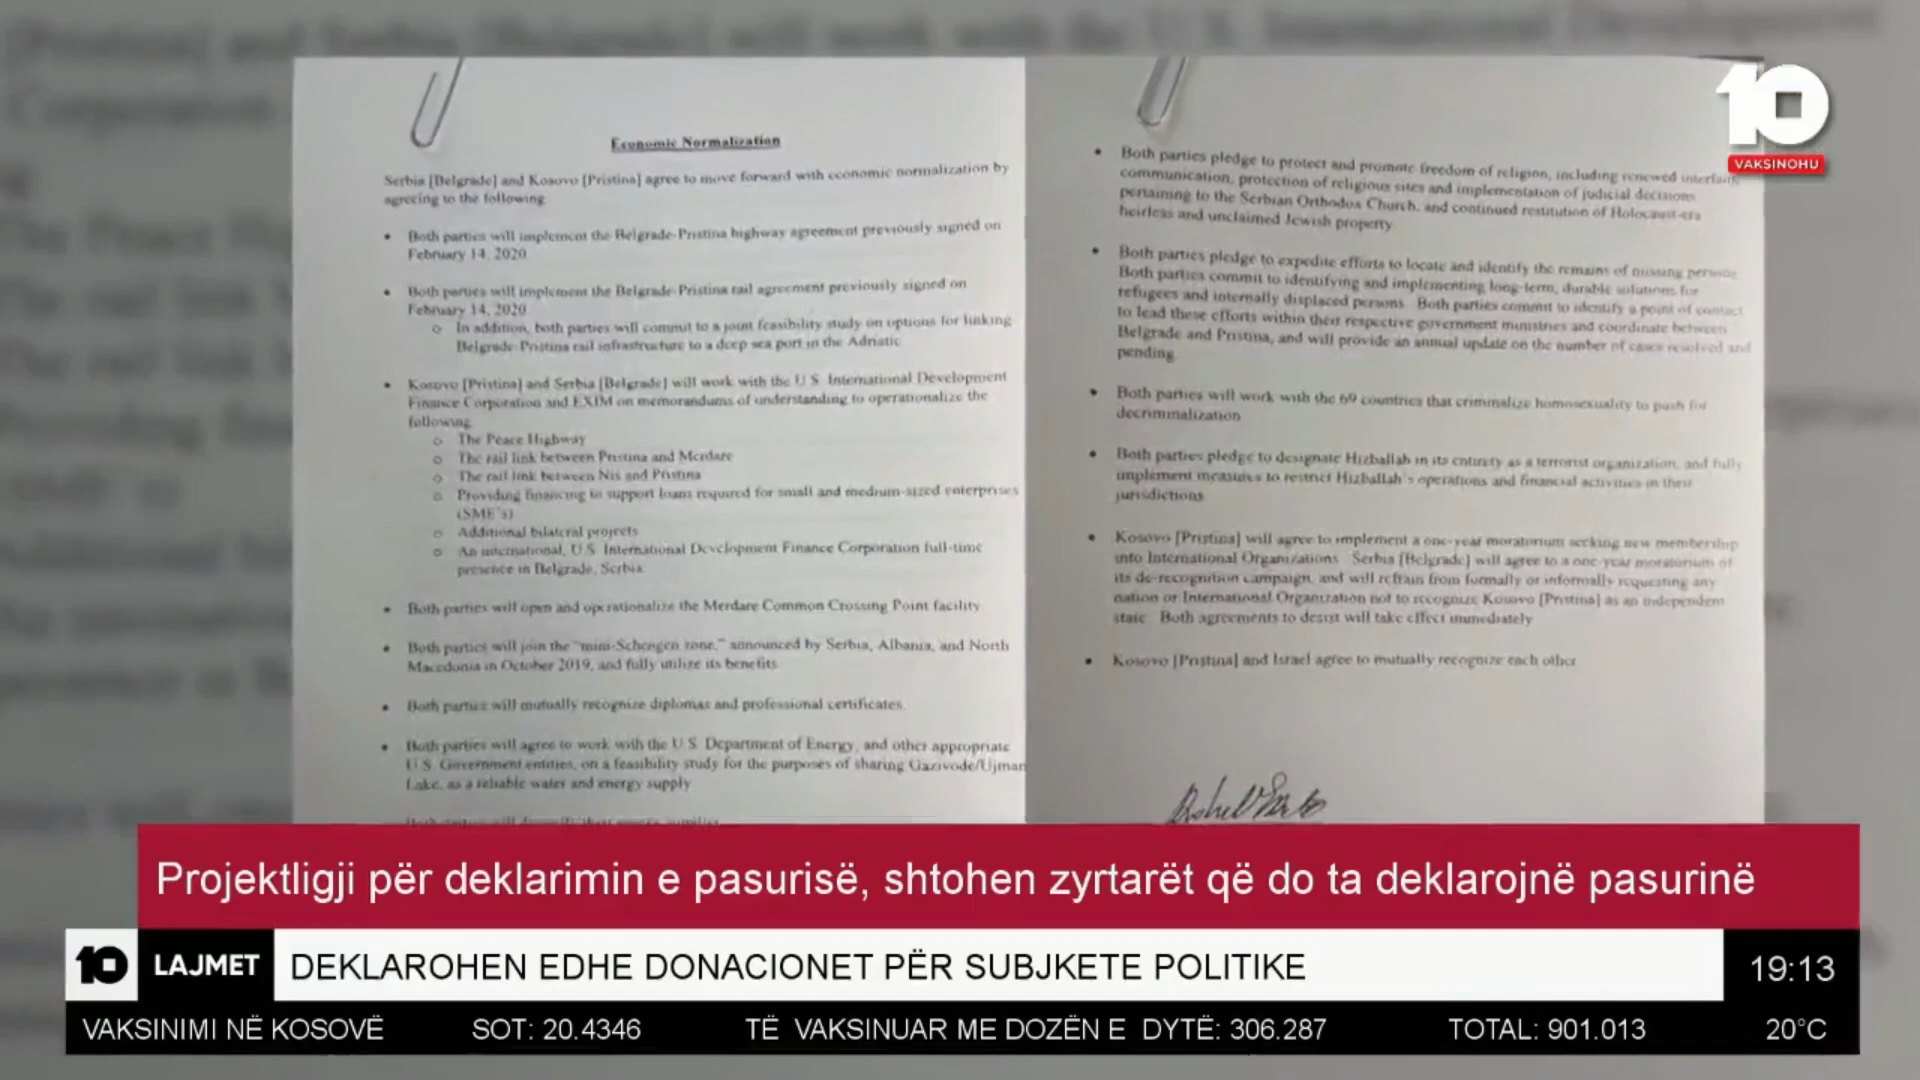 Economic Normalization
Serbia [Belgrade] and Kosovo [Pristina] agree to move forward with economic normalization by
agreeing to the following
• Both parties will implement the Belgrade-Pristina highway agreement previously signed on
February 14, 2020
• Both parties will implement the Belgrade-Pristina rail agreement previously signed on
February 14, 2020
o In addition, both parties will commit to a joint feasibility study on options for linking
Belgrade-Pristina rail infrastructure to a deep sea port in the Adriatic
• Kosovo [Pristina] and Serbia [Belgrade] will work with the U S International Development
Finance Corporation and EXIM on memorandums of understanding to operationalize the
following
o The Peace Highway
o The rail link between Pristina and Merdare
o The rail link between Nis and Pristina
o Providing financing to support loans required for small and medium-sized enterprises
(SME's)
o Additional bilateral projects
o An international, U.S. International Development Finance Corporation full-time
presence in Belgrade, Serbia
• Both parties will open and operationalize the Merdare Common Crossing Point facility
• Both parties will join the "mini-Schengen zone," announced by Serbia, Albania, and North
Macedonia in October 2019, and fully utilize its benefits
• Both parties will mutually recognize diplomas and professional certificates.
• Both parties will agree to work with the U S Department of Energy, and other appropriate
U.S. Government entities, on a feasibility study for the purposes of sharing Gazivode/Ujman
Lake, as a reliable water and energy supply
• Both parties pledge to protect and promote freedom of religion, including renewed interfaith
communication, protection of religious sites and implementation of judicial decisions
pertaining to the Serbian Orthodox Church, and continued restitution of Holocaust-era
heirless and unclaimed Jewish property
• Both parties pledge to expedite efforts to locate and identify the remains of missing persons
Both parties commit to identifying and implementing long-term, durable solutions for
refugees and internally displaced persons. Both parties commit to identify a point of contact
to lead these efforts within their respective government ministries and coordinate between
Belgrade and Pristina, and will provide an annual update on the number of cases resolved and
pending
• Both parties will work with the 69 countries that criminalize homosexuality to push for
decriminalization
• Both parties pledge to designate Hizballah in its entirety as a terrorist organization, and fully
implement measures to restrict Hizballah's operations and financial activities in their
jurisdictions
• Kosovo [Pristina] will agree to implement a one-year moratorium seeking new membership
into International Organizations Serbia [Belgrade] will agree to a one-year moratorium of
its de-recognition campaign, and will refrain from formally or informally requesting any
nation or International Organization not to recognize Kosovo [Pristina] as an independent
state Both agreements to desist will take effect immediately
• Kosovo [Pristina] and Israel agree to mutually recognize each other
10
VAKSINOHU
Projektligji për deklarimin e pasurisë, shtohen zyrtarët që do ta deklarojnë pasurinë
10 LAJMET DEKLAROHEN EDHE DONACIONET PËR SUBJKETE POLITIKE 19:13
VAKSINIMI NË KOSOVË SOT: 20.4346 TË VAKSINUAR ME DOZËN E DYTË: 306.287 TOTAL: 901.013 20°C